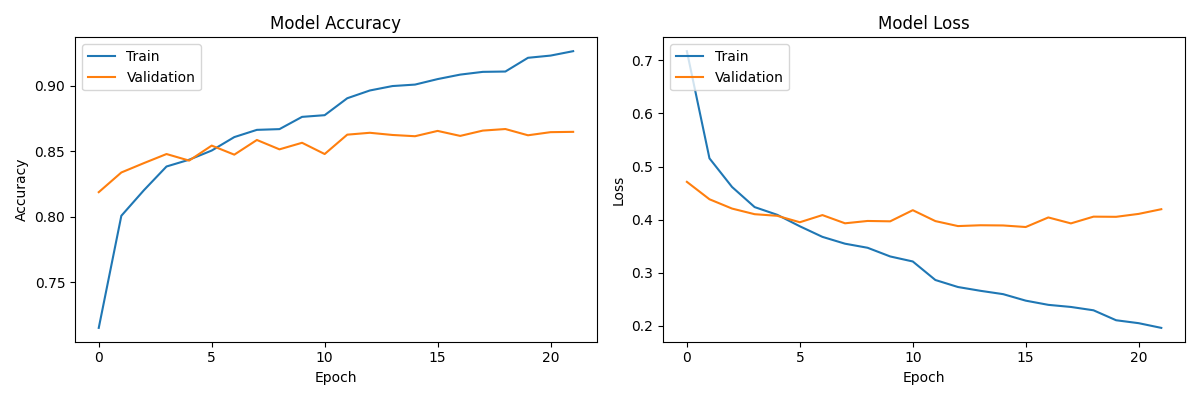 Model Accuracy
Train
Validation
Accuracy
0.90
0.85
0.80
0.75
0
5
10
15
20
Epoch
Model Loss
Train
Validation
Loss
0.7
0.6
0.5
0.4
0.3
0.2
0
5
10
15
20
Epoch